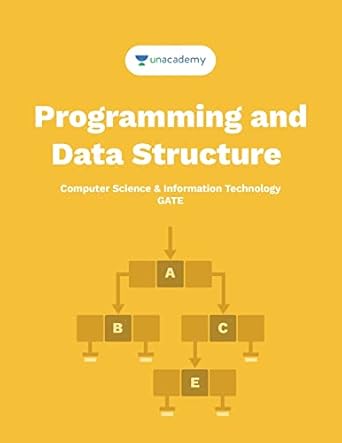 unacademy
Programming and
Data Structure
Computer Science & Information Technology
GATE
A
B
C
E